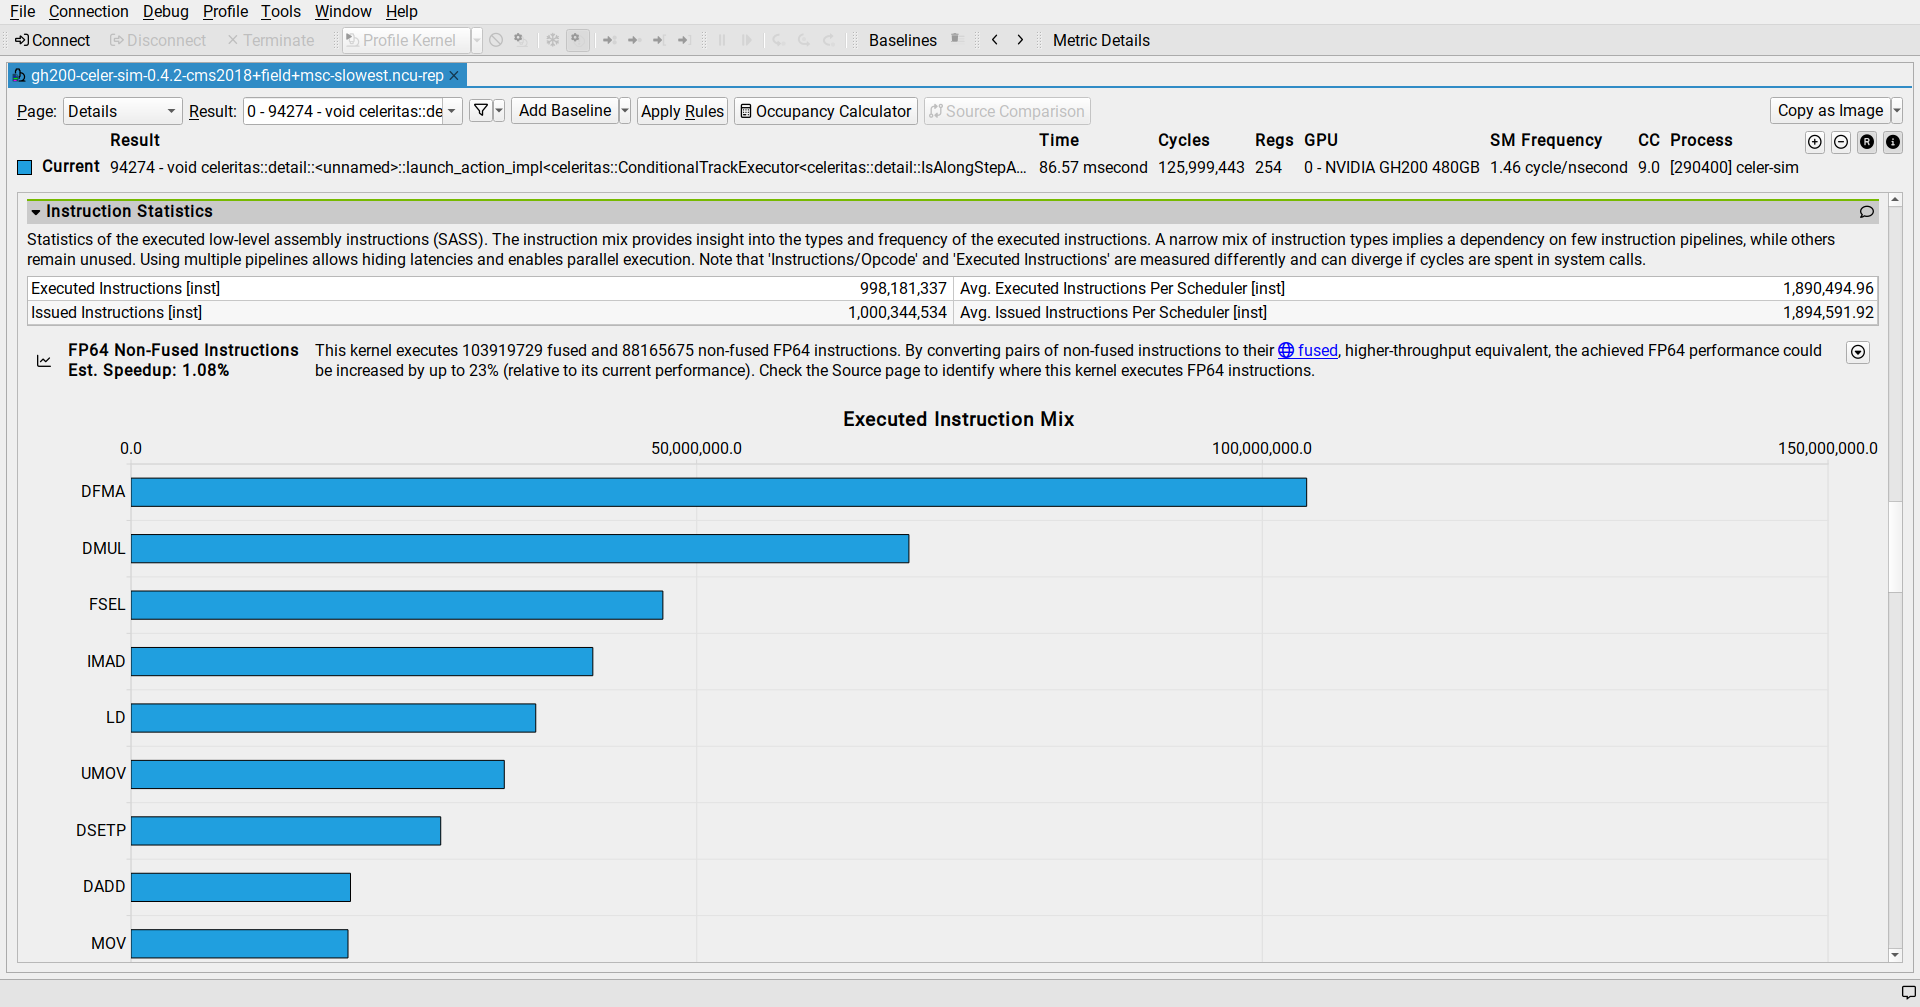 File Connection Debug Profile Tools Window Help
Connect Disconnect Terminate Profile Kernel Baselines Metric Details
gh200-celer-sim-0.4.2-cms2018+field+msc-slowest.ncu-rep
Page: Details Result: 0 - 94274 - void celeritas::de Add Baseline Apply Rules Occupancy Calculator Source Comparison Copy as Image
Result Time Cycles Regs GPU SM Frequency CC Process
Current 94274 - void celeritas::detail::<unnamed>::launch_action_impl<celeritas::ConditionalTrackExecutor<celeritas::detail::IsAlongStepA... 86.57 msecond 125,999,443 254 0 - NVIDIA GH200 480GB 1.46 cycle/nsecond 9.0 [290400] celer-sim
Instruction Statistics
Statistics of the executed low-level assembly instructions (SASS). The instruction mix provides insight into the types and frequency of the executed instructions. A narrow mix of instruction types implies a dependency on few instruction pipelines, while others
remain unused. Using multiple pipelines allows hiding latencies and enables parallel execution. Note that 'Instructions/Opcode' and 'Executed Instructions' are measured differently and can diverge if cycles are spent in system calls.
Executed Instructions [inst] 998,181,337 Avg. Executed Instructions Per Scheduler [inst] 1,890,494.96
Issued Instructions [inst] 1,000,344,534 Avg. Issued Instructions Per Scheduler [inst] 1,894,591.92
FP64 Non-Fused Instructions
Est. Speedup: 1.08%
This kernel executes 103919729 fused and 88165675 non-fused FP64 instructions. By converting pairs of non-fused instructions to their fused, higher-throughput equivalent, the achieved FP64 performance could
be increased by up to 23% (relative to its current performance). Check the Source page to identify where this kernel executes FP64 instructions.
Executed Instruction Mix
0.0 50,000,000.0 100,000,000.0 150,000,000.0
DFMA
DMUL
FSEL
IMAD
LD
UMOV
DSETP
DADD
MOV